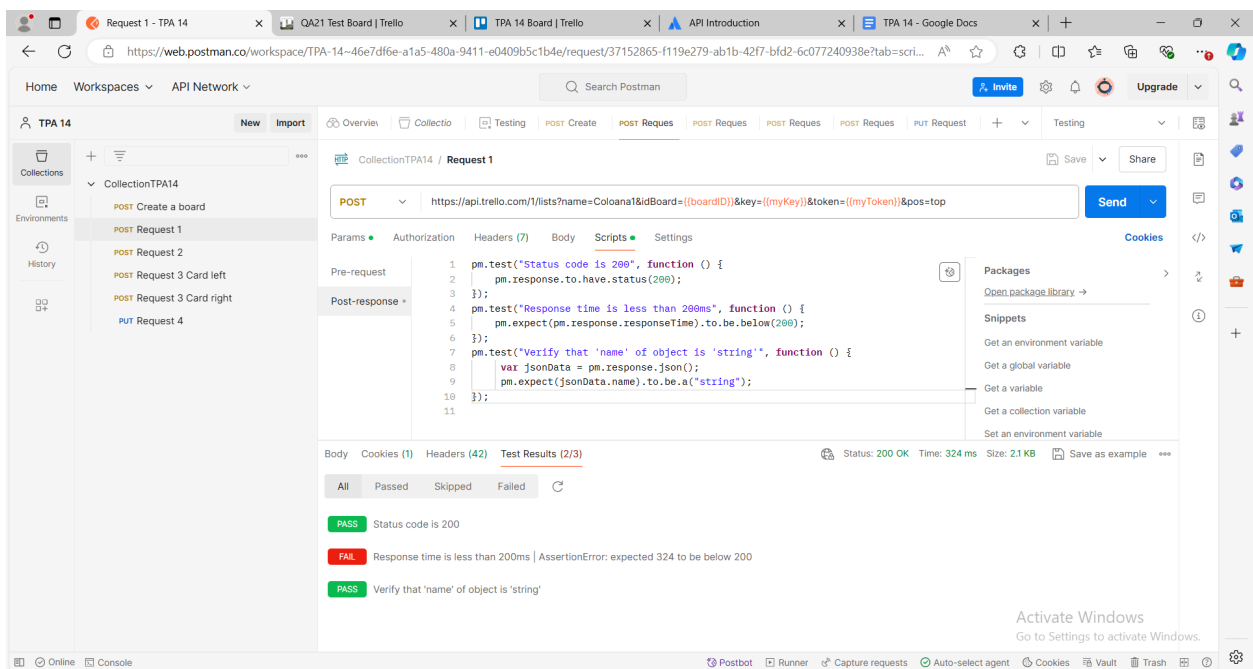 Request 1 - TPA 14
QA21 Test Board | Trello
TPA 14 Board | Trello
API Introduction
TPA 14 - Google Docs
https://web.postman.co/workspace/TPA-14~46e7df6e-a1a5-480a-9411-e0409b5c1b4e/request/37152865-f119e279-ab1b-42f7-bfd2-6c077240938e?tab=scri...
Home Workspaces API Network
Search Postman
Invite
Upgrade
TPA 14 New Import
Overview Collectio Testing POST Create POST Reques POST Reques POST Reques POST Reques PUT Request Testing
Collections
Environments
History
CollectionTPA14
POST Create a board
POST Request 1
POST Request 2
POST Request 3 Card left
POST Request 3 Card right
PUT Request 4
HTTP CollectionTPA14 / Request 1 Save Share
POST https://api.trello.com/1/lists?name=Coloana1&idBoard={{boardID}}&key={{myKey}}&token={{myToken}}&pos=top Send
Params Authorization Headers (7) Body Scripts Settings Cookies
Pre-request
Post-response
1 pm.test("Status code is 200", function () {
2 pm.response.to.have.status(200);
3 });
4 pm.test("Response time is less than 200ms", function () {
5 pm.expect(pm.response.responseTime).to.be.below(200);
6 });
7 pm.test("Verify that 'name' of object is 'string'", function () {
8 var jsonData = pm.response.json();
9 pm.expect(jsonData.name).to.be.a("string");
10 });
11
Packages
Open package library →
Snippets
Get an environment variable
Get a global variable
Get a variable
Get a collection variable
Set an environment variable
Body Cookies (1) Headers (42) Test Results (2/3) Status: 200 OK Time: 324 ms Size: 2.1 KB Save as example
All Passed Skipped Failed
PASS Status code is 200
FAIL Response time is less than 200ms | AssertionError: expected 324 to be below 200
PASS Verify that 'name' of object is 'string'
Activate Windows
Go to Settings to activate Windows.
Online Console Postbot Runner Capture requests Auto-select agent Cookies Vault Trash